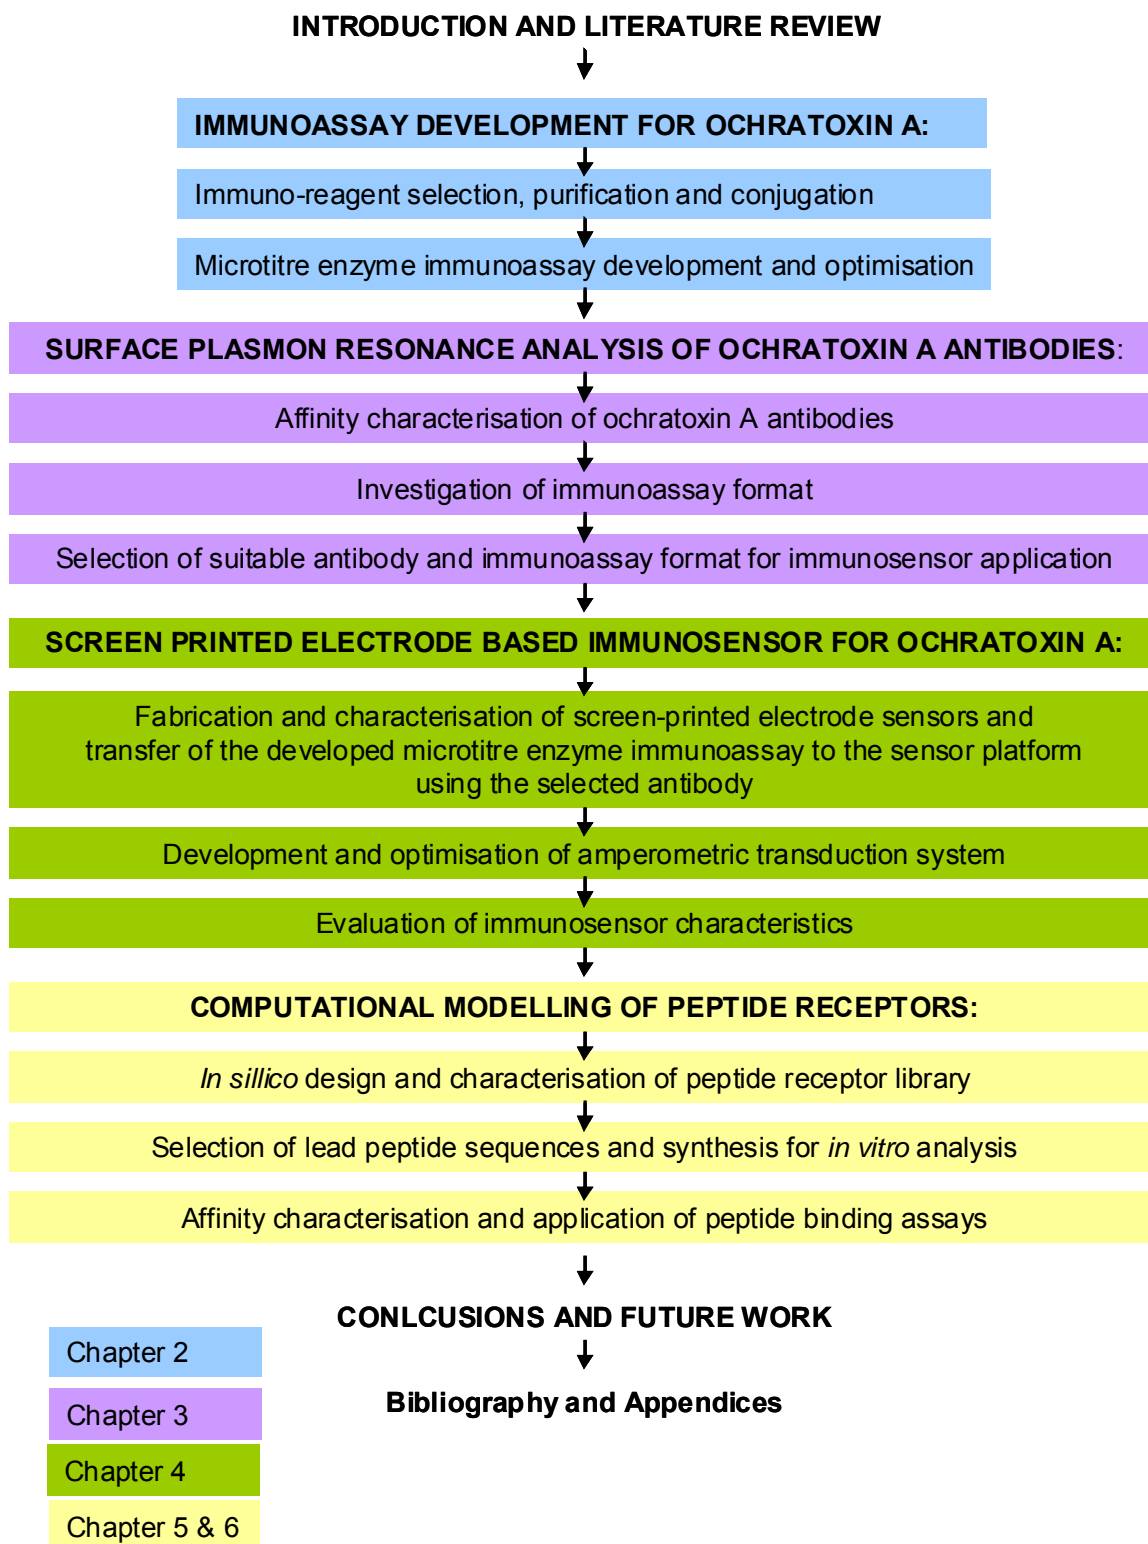 INTRODUCTION AND LITERATURE REVIEW
IMMUNOASSAY DEVELOPMENT FOR OCHRATOXIN A:
Immuno-reagent selection, purification and conjugation
Microtitre enzyme immunoassay development and optimisation
SURFACE PLASMON RESONANCE ANALYSIS OF OCHRATOXIN A ANTIBODIES:
Affinity characterisation of ochratoxin A antibodies
Investigation of immunoassay format
Selection of suitable antibody and immunoassay format for immunosensor application
SCREEN PRINTED ELECTRODE BASED IMMUNOSENSOR FOR OCHRATOXIN A:
Fabrication and characterisation of screen-printed electrode sensors and
transfer of the developed microtitre enzyme immunoassay to the sensor platform
using the selected antibody
Development and optimisation of amperometric transduction system
Evaluation of immunosensor characteristics
COMPUTATIONAL MODELLING OF PEPTIDE RECEPTORS:
In sillico design and characterisation of peptide receptor library
Selection of lead peptide sequences and synthesis for in vitro analysis
Affinity characterisation and application of peptide binding assays
CONLCUSIONS AND FUTURE WORK
Bibliography and Appendices
Chapter 2
Chapter 3
Chapter 4
Chapter 5 & 6